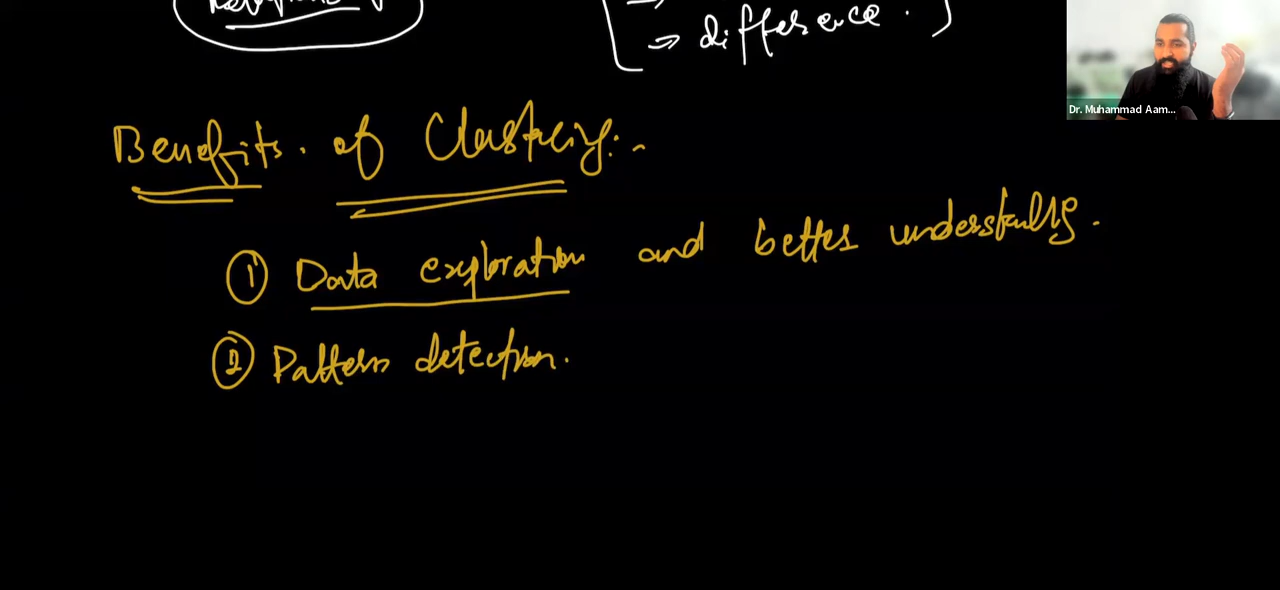 ⇒ difference.
Dr. Muhammad Aam...
Benefits of Clustering:-
① Data exploration and better understanding.
② Pattern detection.